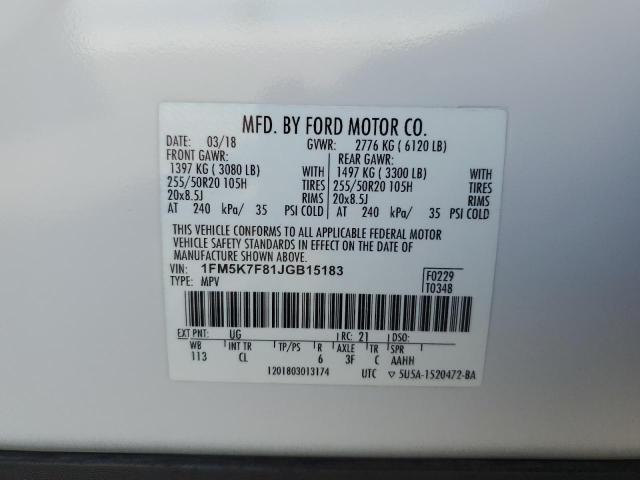 MFD. BY FORD MOTOR CO.
DATE: 03/18 GVWR: 2776 KG ( 6120 LB)
FRONT GAWR: REAR GAWR:
1397 KG ( 3080 LB) WITH 1497 KG ( 3300 LB) WITH
255/50R20 105H TIRES 255/50R20 105H TIRES
20x8.5J RIMS 20x8.5J RIMS
AT 240 kPa/ 35 PSI COLD AT 240 kPa/ 35 PSI COLD
THIS VEHICLE CONFORMS TO ALL APPLICABLE FEDERAL MOTOR
VEHICLE SAFETY STANDARDS IN EFFECT ON THE DATE OF
MANUFACTURE SHOWN ABOVE.
VIN: 1FM5K7F81JGB15183 F0229
TYPE: MPV T0348
EXT PNT: UG RC: 21 DSO:
WB INT TR TP/PS R AXLE TR SPR
113 CL 6 3F C AAHH
1201803013174 UTC ▽ 5U5A-1520472-BA